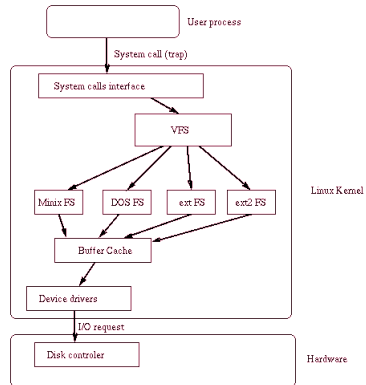 User process
System call (trap)
System calls interface
VFS
Linux Kernel
Minix FS
DOS FS
ext FS
ext2 FS
Buffer Cache
Device drivers
I/O request
Disk controler
Hardware